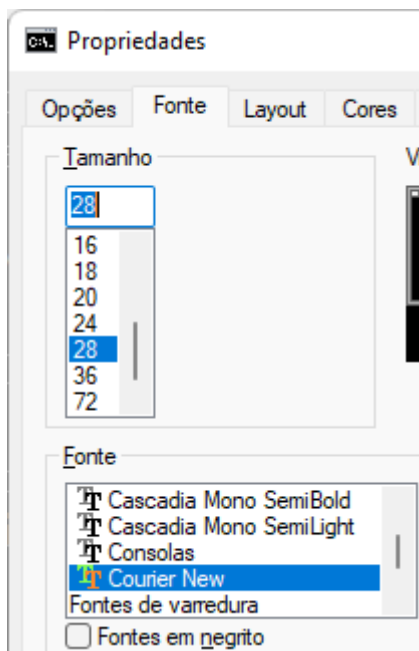 Propriedades
Opções Fonte Layout Cores
Tamanho
28
16
18
20
24
28
36
72
Fonte
Cascadia Mono SemiBold
Cascadia Mono SemiLight
Consolas
Courier New
Fontes de varredura
Fontes em negrito